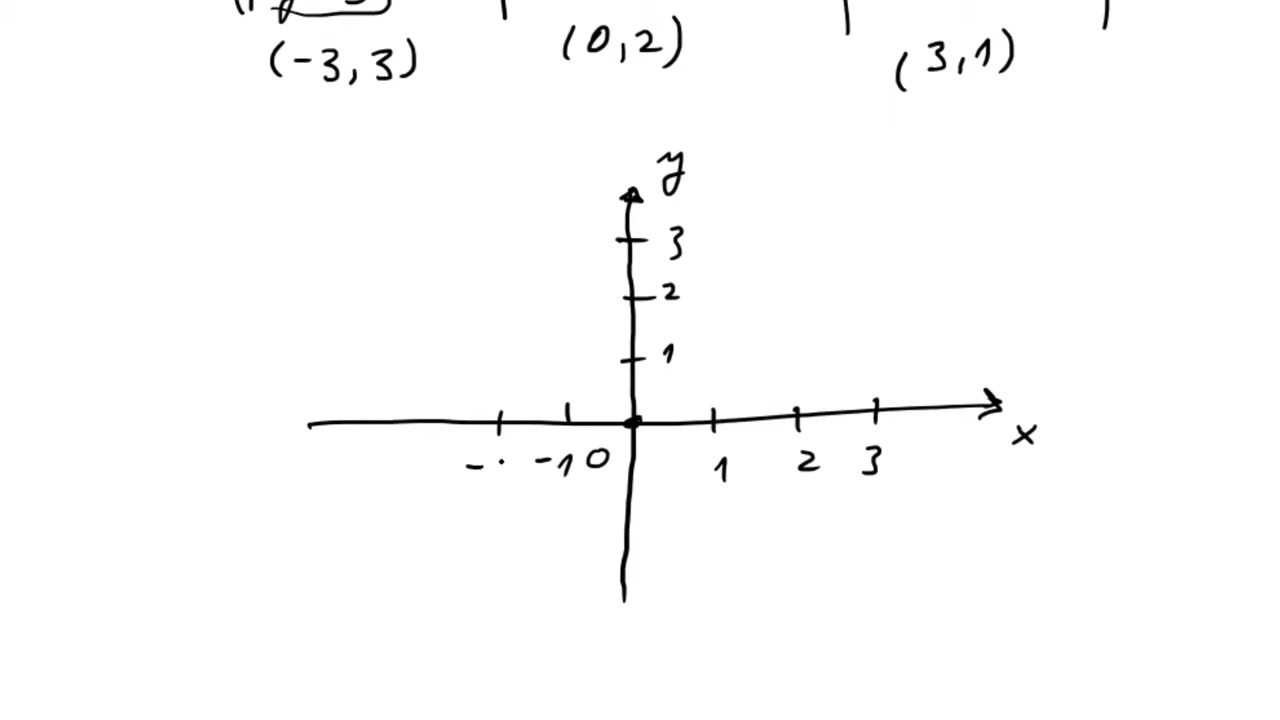 (-3, 3) (0, 2) (3, 1)
y
3
2
1
-1 0 1 2 3
x